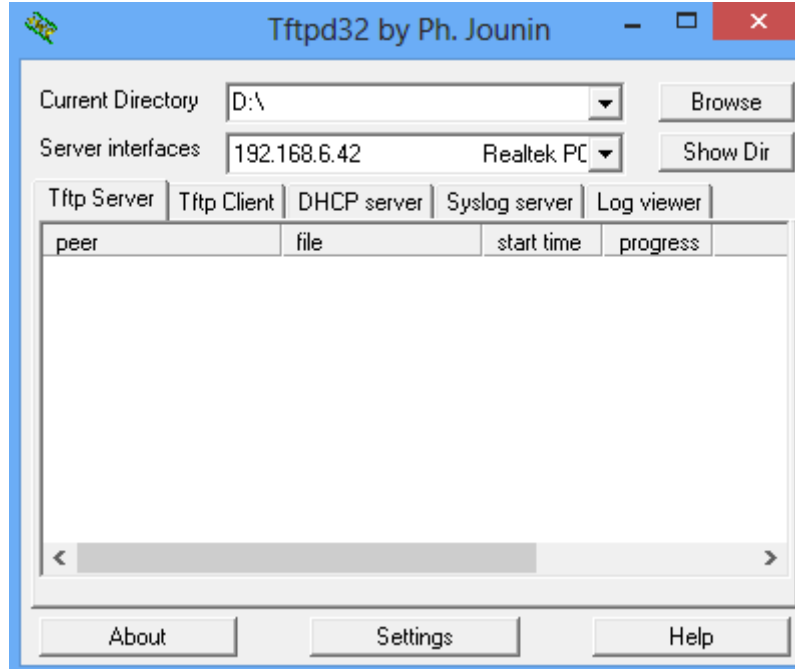 Tftpd32 by Ph. Jounin
Current Directory D:\ Browse
Server interfaces 192.168.6.42 Realtek PC Show Dir
Tftp Server Tftp Client DHCP server Syslog server Log viewer
peer file start time progress
About Settings Help